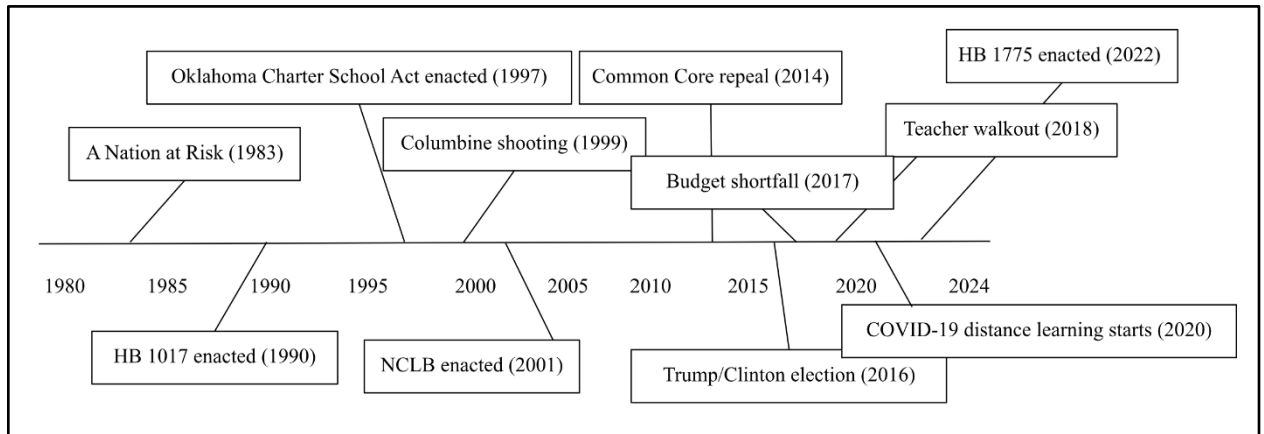 HB 1775 enacted (2022)
Oklahoma Charter School Act enacted (1997)
Common Core repeal (2014)
Teacher walkout (2018)
Columbine shooting (1999)
A Nation at Risk (1983)
Budget shortfall (2017)
1980 1985 1990 1995 2000 2005 2010 2015 2020 2024
COVID-19 distance learning starts (2020)
HB 1017 enacted (1990)
NCLB enacted (2001)
Trump/Clinton election (2016)